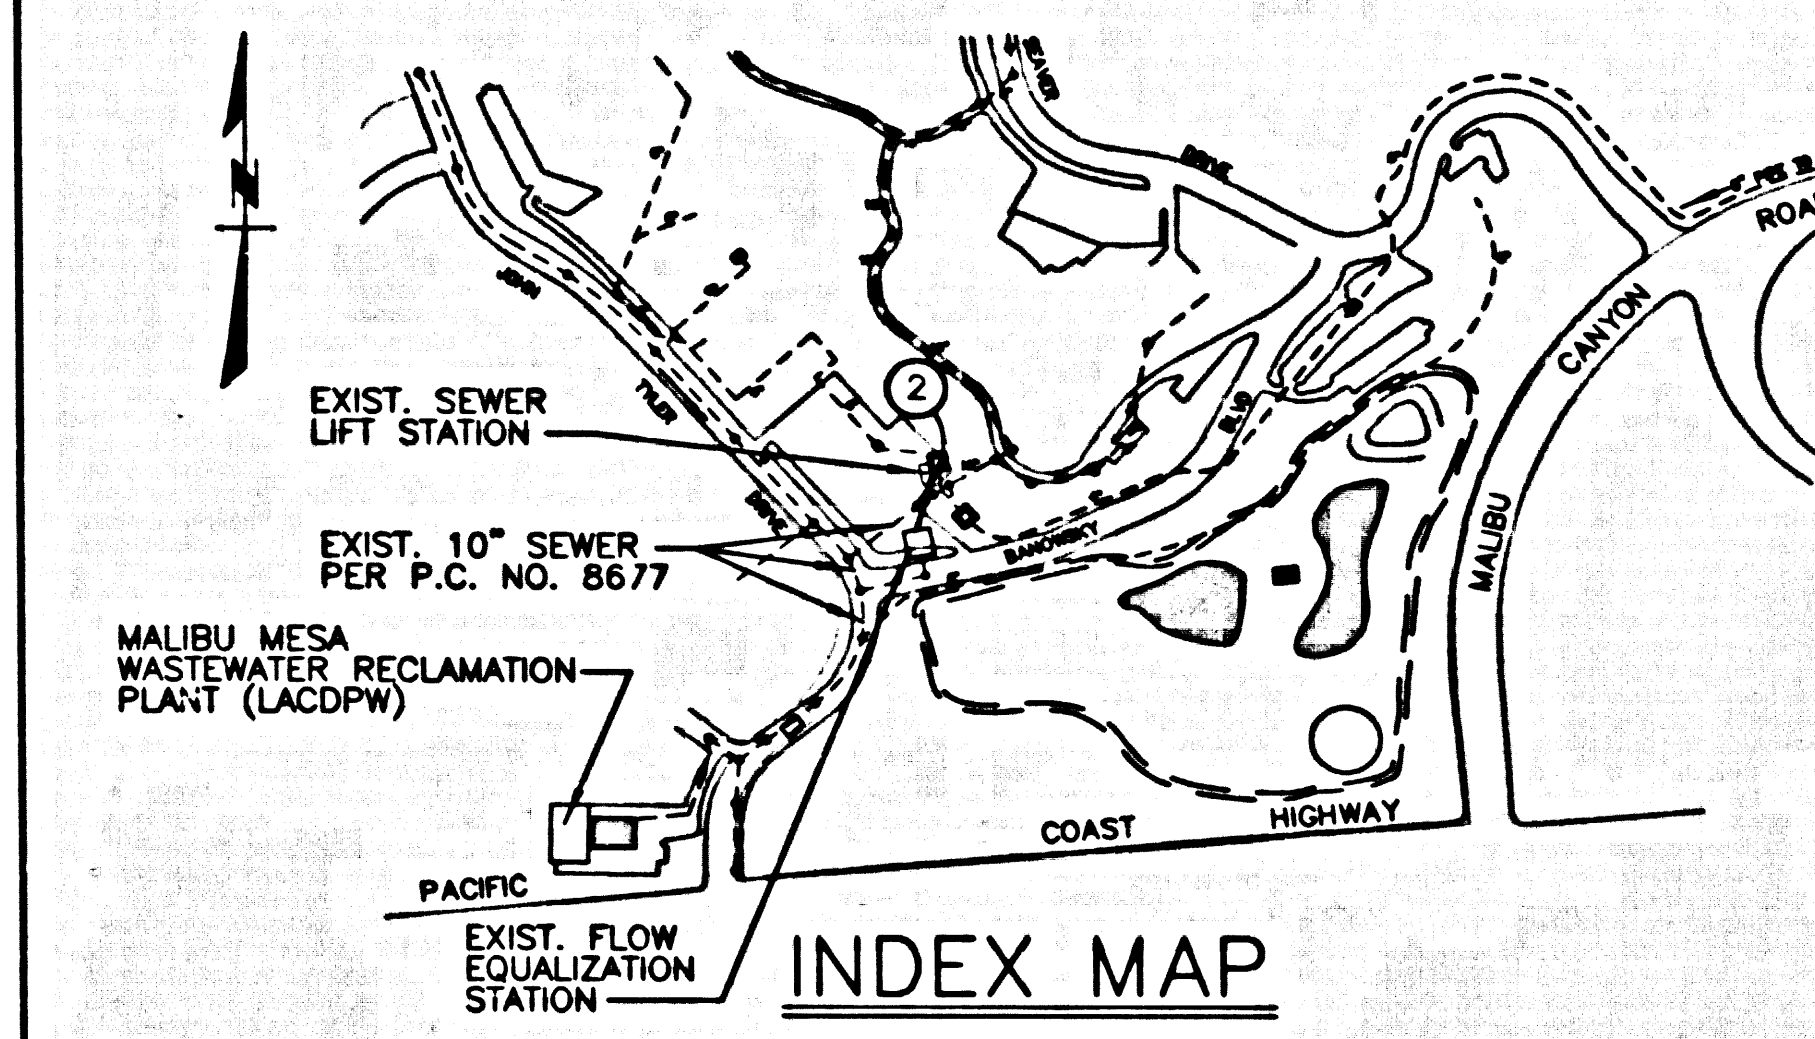 N
SEAVER
DRIVE
ROAD
CANYON
MALIBU
JOHN
TYLER
DRIVE
2
EXIST. SEWER
LIFT STATION
BLVD
BANOWSKY
EXIST. 10" SEWER
PER P.C. NO. 8677
MALIBU MESA
WASTEWATER RECLAMATION
PLANT (LACDPW)
COAST
HIGHWAY
PACIFIC
EXIST. FLOW
EQUALIZATION
STATION
INDEX MAP